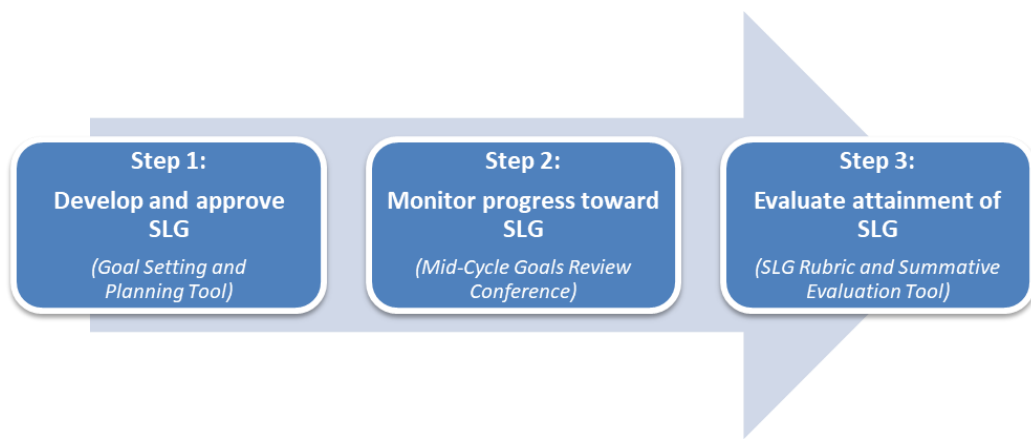 Step 1:
Develop and approve
SLG
(Goal Setting and
Planning Tool)
Step 2:
Monitor progress toward
SLG
(Mid-Cycle Goals Review
Conference)
Step 3:
Evaluate attainment of
SLG
(SLG Rubric and Summative
Evaluation Tool)